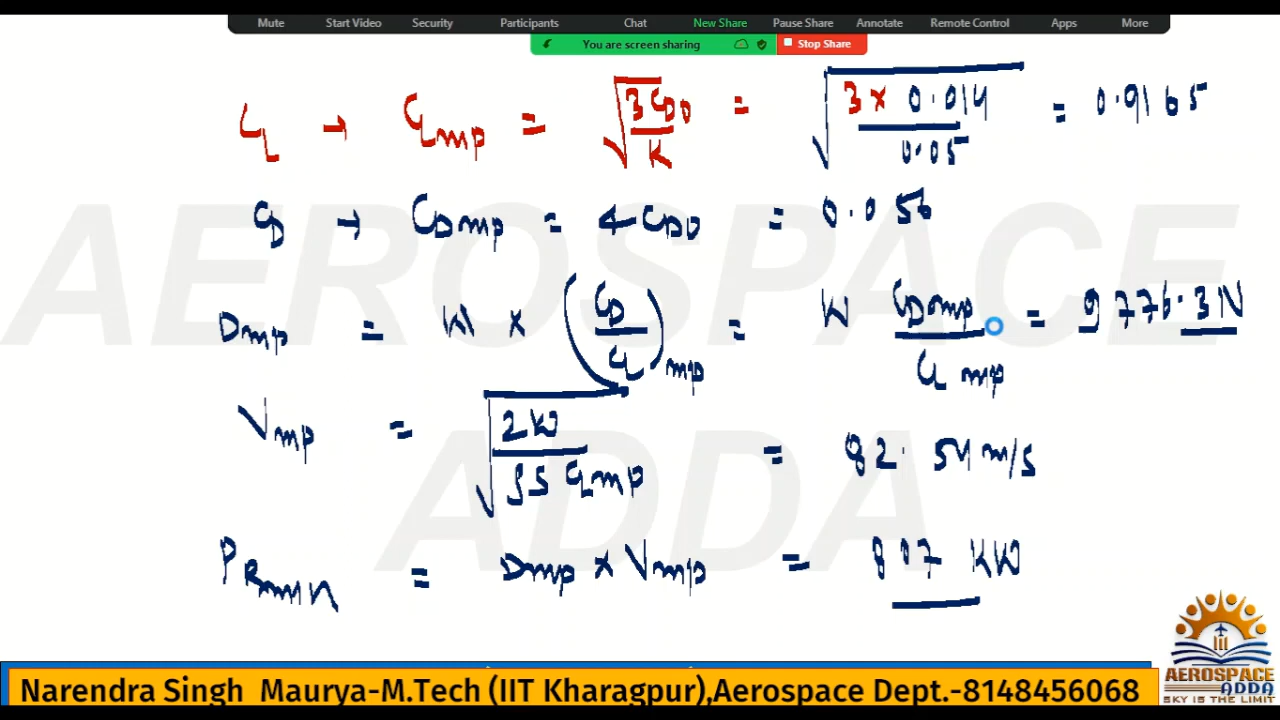 Mute Start Video Security Participants Chat New Share Pause Share Annotate Remote Control Apps More
You are screen sharing Stop Share
CL → CLmp = √(3CD0/K) = √(3 × 0.014/0.05) = 0.9165
CD → CDmp = 4CD0 = 0.056
Dmp = W × (CD/CL)mp = W CDmp/CLmp = 9776.3N
Vmp = √(2W/ρS CLmp) = 82.54 m/s
PRmin = Dmp × Vmp = 807 KW
AEROSPACE
ADDA
Narendra Singh Maurya-M.Tech (IIT Kharagpur),Aerospace Dept.-8148456068
AEROSPACE
ADDA
SKY IS THE LIMIT